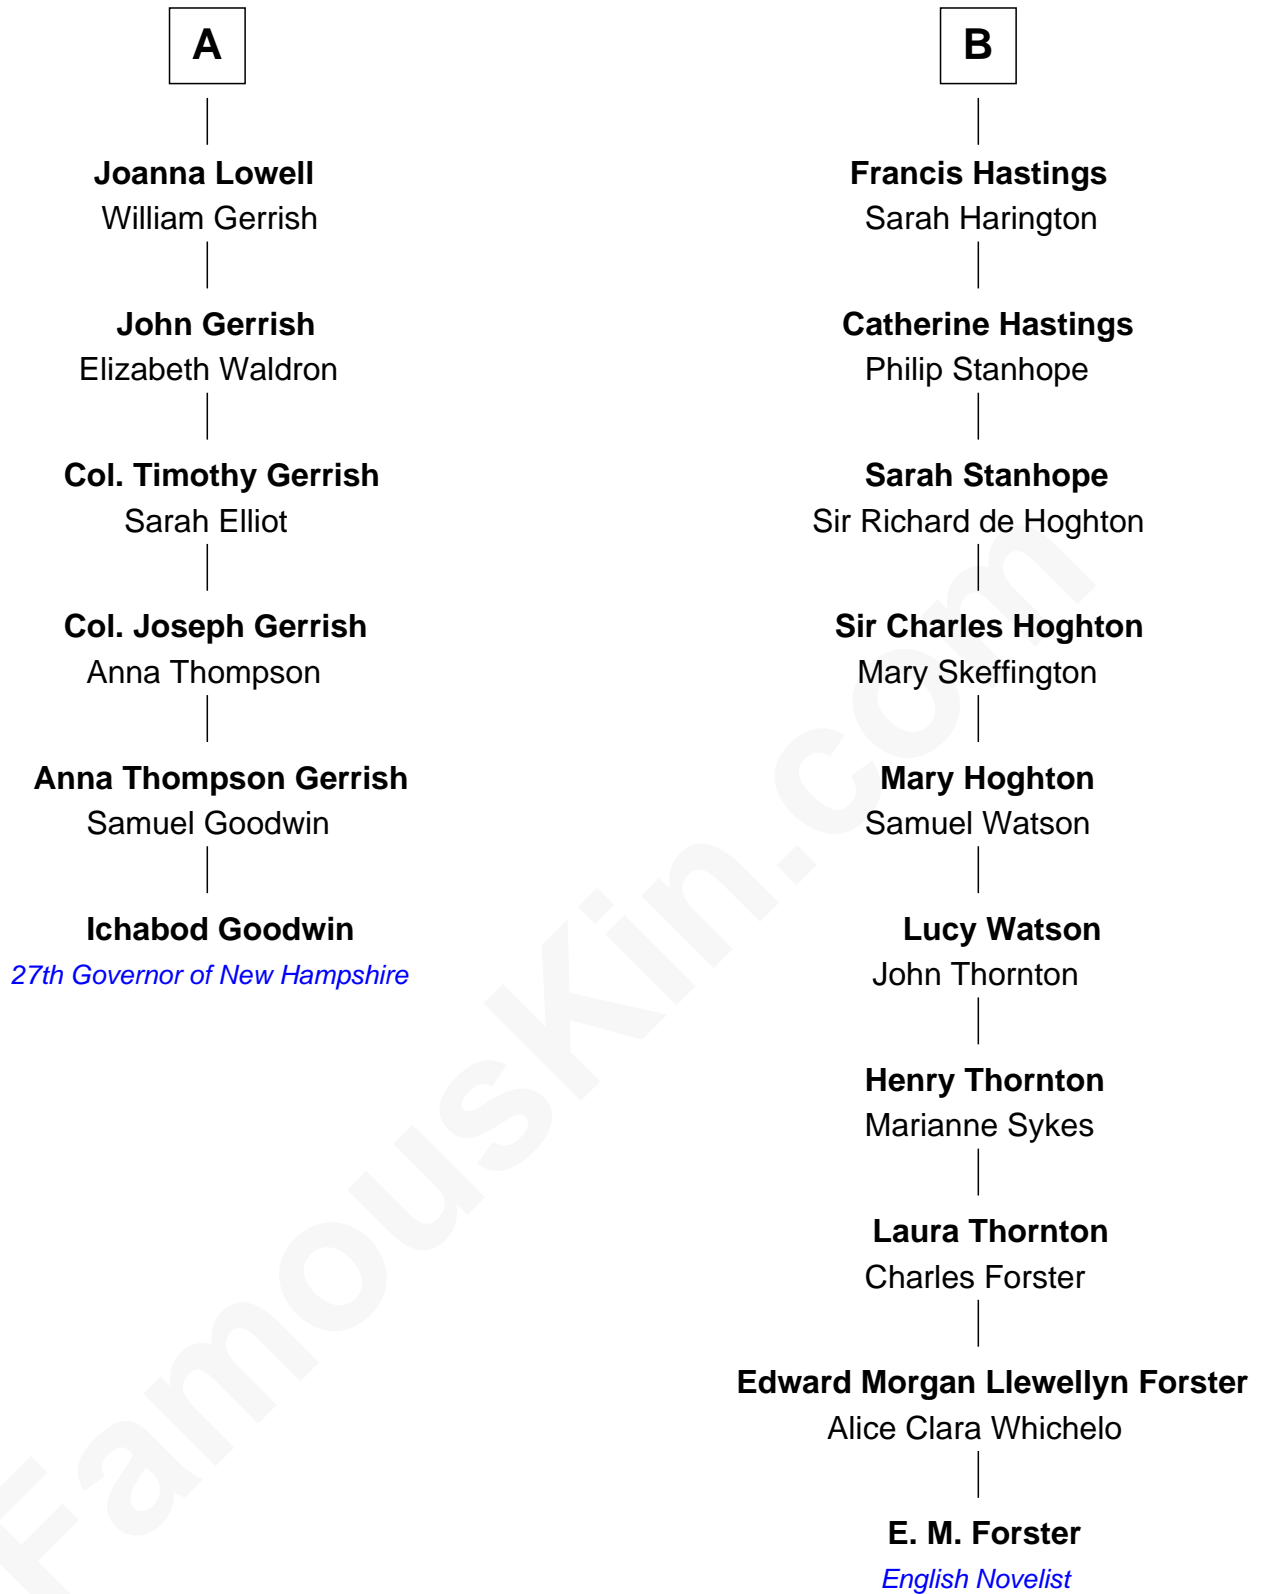 A
Joanna Lowell
William Gerrish
John Gerrish
Elizabeth Waldron
Col. Timothy Gerrish
Sarah Elliot
Col. Joseph Gerrish
Anna Thompson
Anna Thompson Gerrish
Samuel Goodwin
Ichabod Goodwin
27th Governor of New Hampshire
B
Francis Hastings
Sarah Harington
Catherine Hastings
Philip Stanhope
Sarah Stanhope
Sir Richard de Hoghton
Sir Charles Hoghton
Mary Skeffington
Mary Hoghton
Samuel Watson
Lucy Watson
John Thornton
Henry Thornton
Marianne Sykes
Laura Thornton
Charles Forster
Edward Morgan Llewellyn Forster
Alice Clara Whichelo
E. M. Forster
English Novelist
FamousKin.com